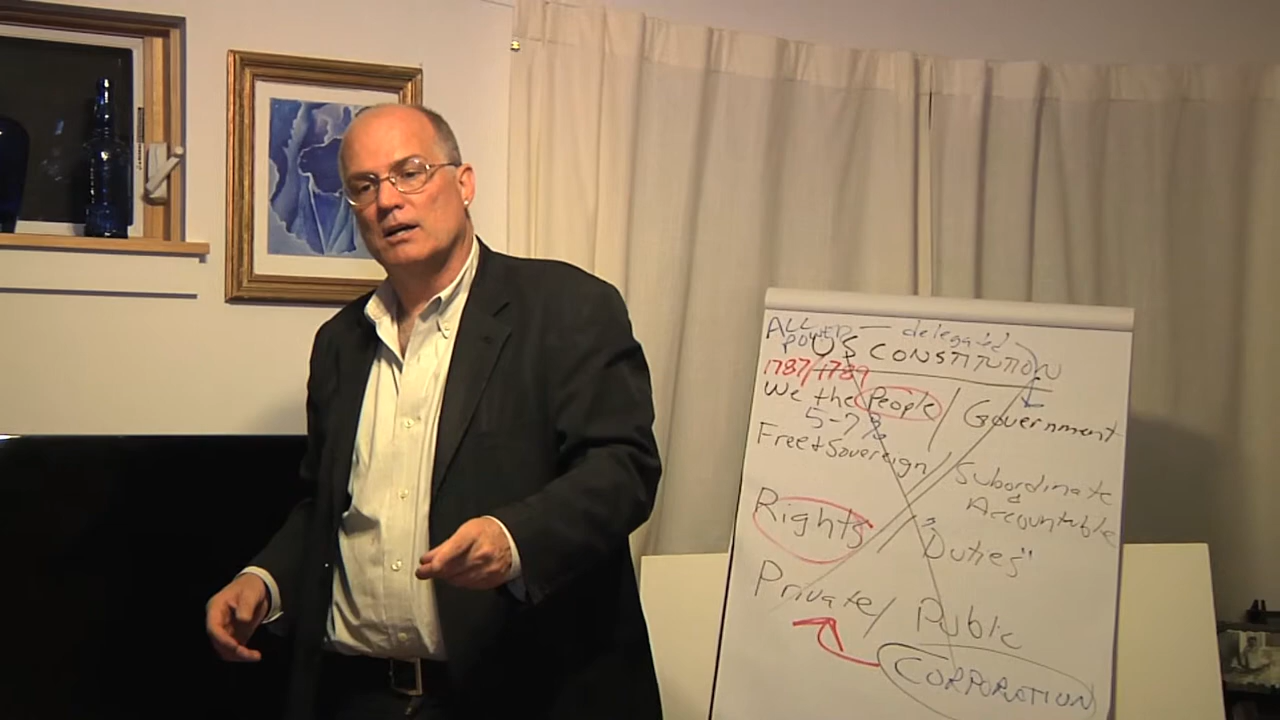 ALL POWER — delegated
US CONSTITUTION
1787/1789
We the People / Government
5-7%
Free & Sovereign / Subordinate & Accountable
Rights "Duties"
Private / Public
CORPORATION